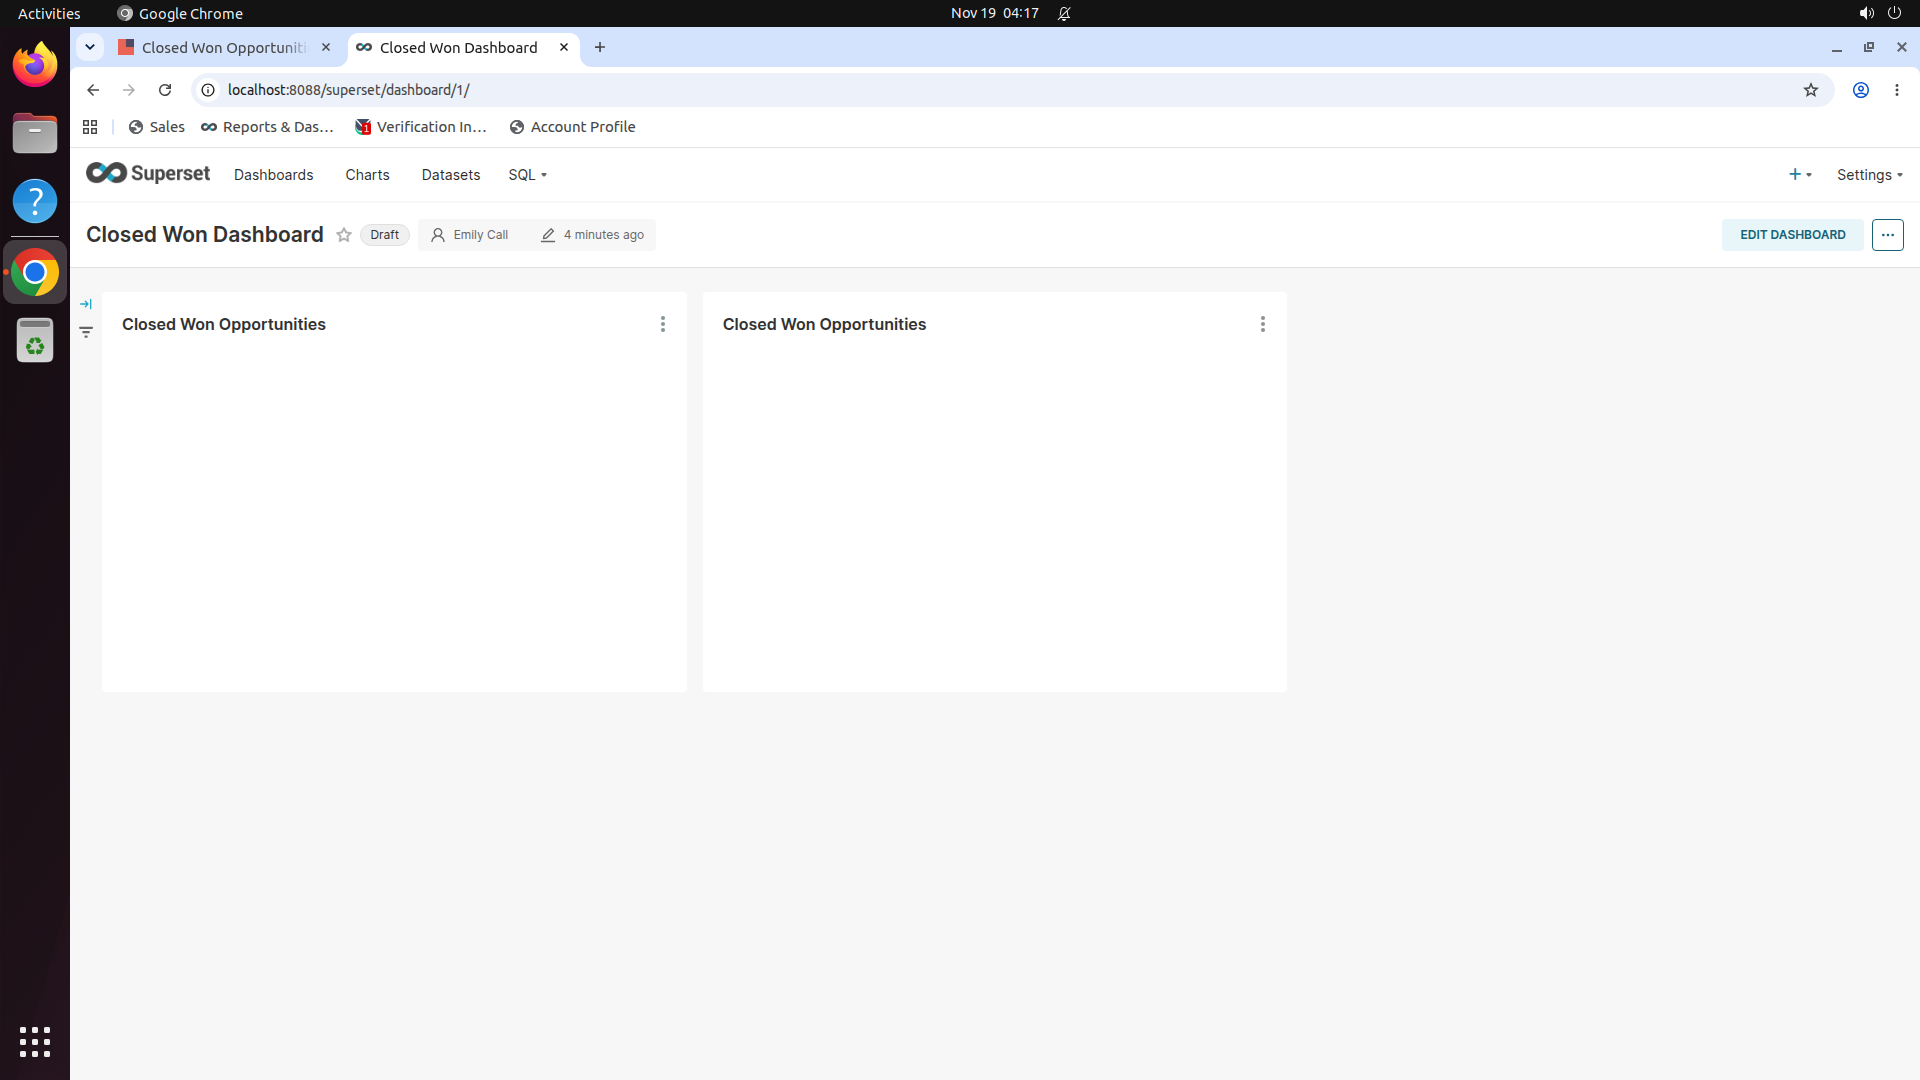 Activities
Google Chrome
Nov 19 04:17
Closed Won Opportuniti
Closed Won Dashboard
localhost:8088/superset/dashboard/1/
Sales
Reports & Das...
1
Verification In...
Account Profile
Superset
Dashboards
Charts
Datasets
SQL
Settings
Closed Won Dashboard
Draft
Emily Call
4 minutes ago
EDIT DASHBOARD
Closed Won Opportunities
Closed Won Opportunities